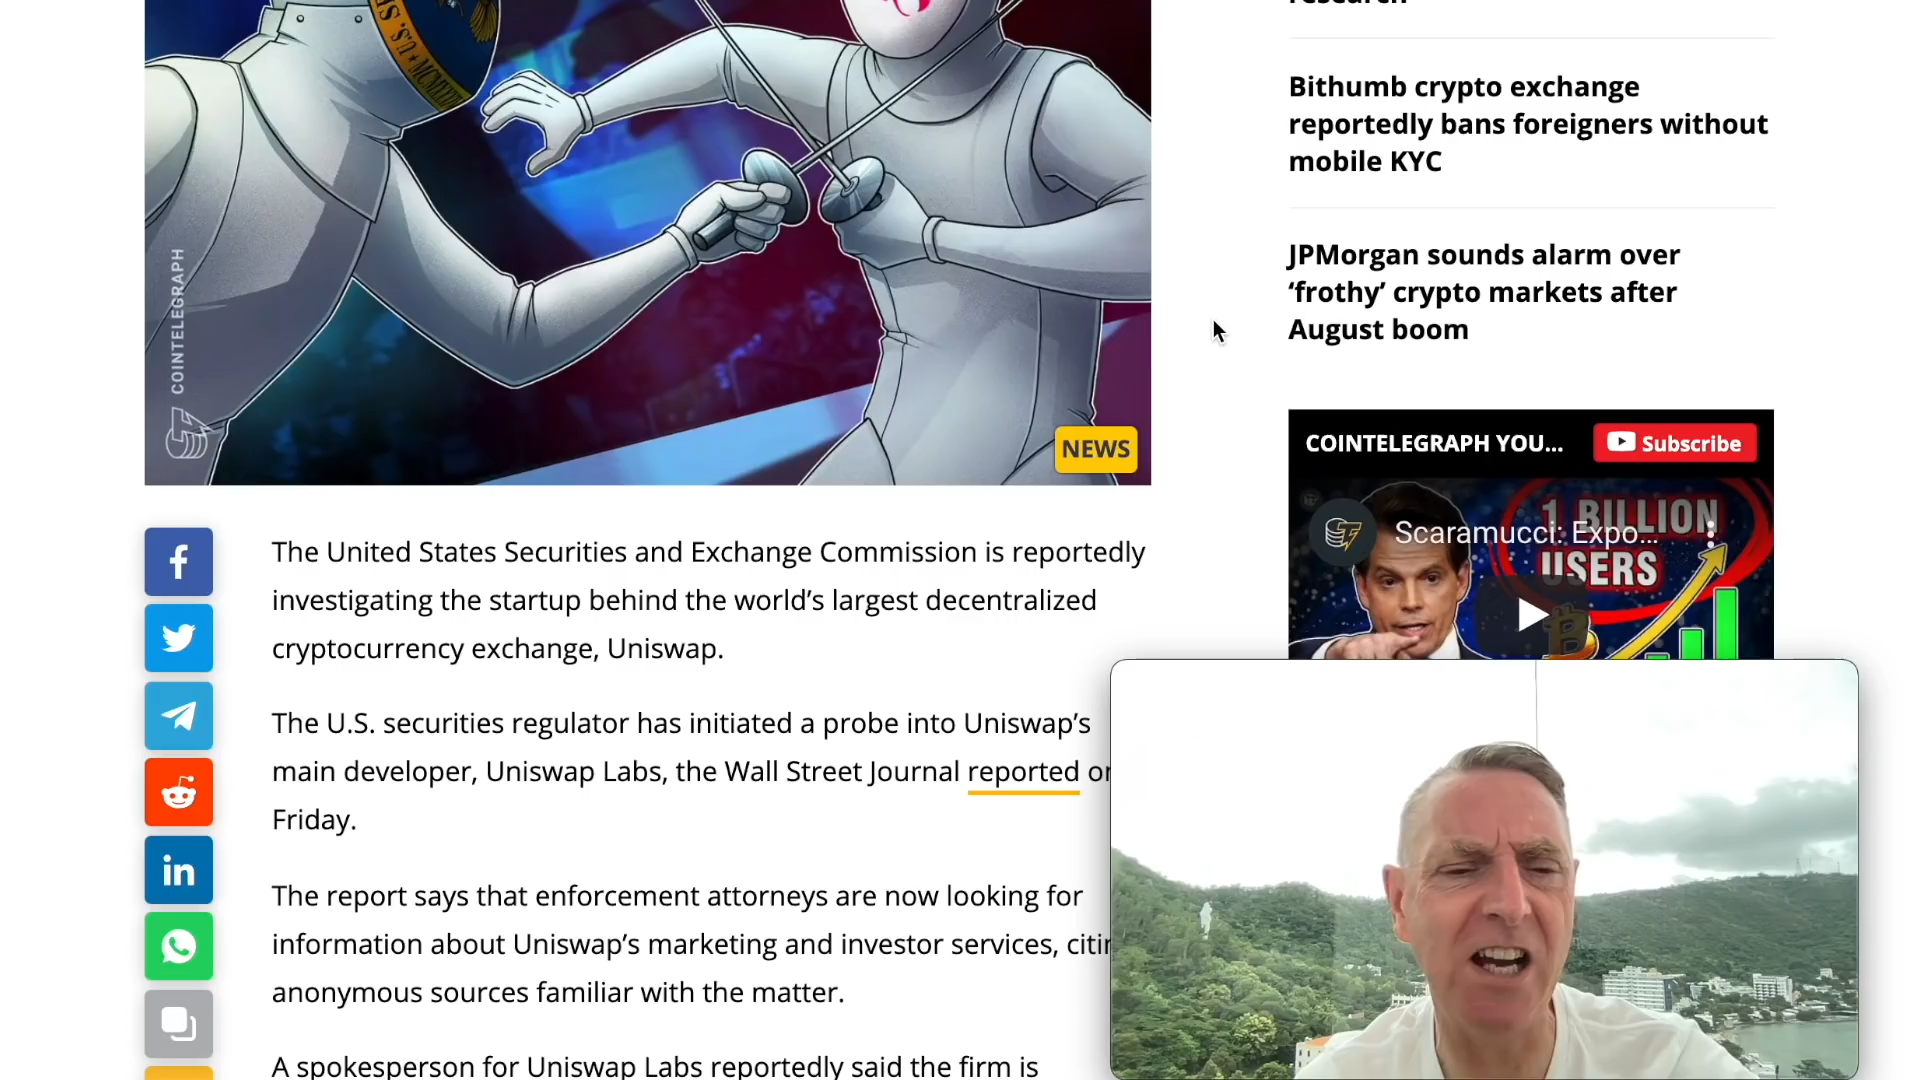 U.S. ★ MCMXXXIV
COINTELEGRAPH
NEWS
The United States Securities and Exchange Commission is reportedly
investigating the startup behind the world’s largest decentralized
cryptocurrency exchange, Uniswap.
The U.S. securities regulator has initiated a probe into Uniswap’s
main developer, Uniswap Labs, the Wall Street Journal reported
Friday.
The report says that enforcement attorneys are now looking for
information about Uniswap’s marketing and investor services,
anonymous sources familiar with the matter.
A spokesperson for Uniswap Labs reportedly said the firm is
research
Bithumb crypto exchange
reportedly bans foreigners without
mobile KYC
JPMorgan sounds alarm over
‘frothy’ crypto markets after
August boom
COINTELEGRAPH YOU...
Subscribe
Scaramucci: Expo...
1 BILLION
USERS